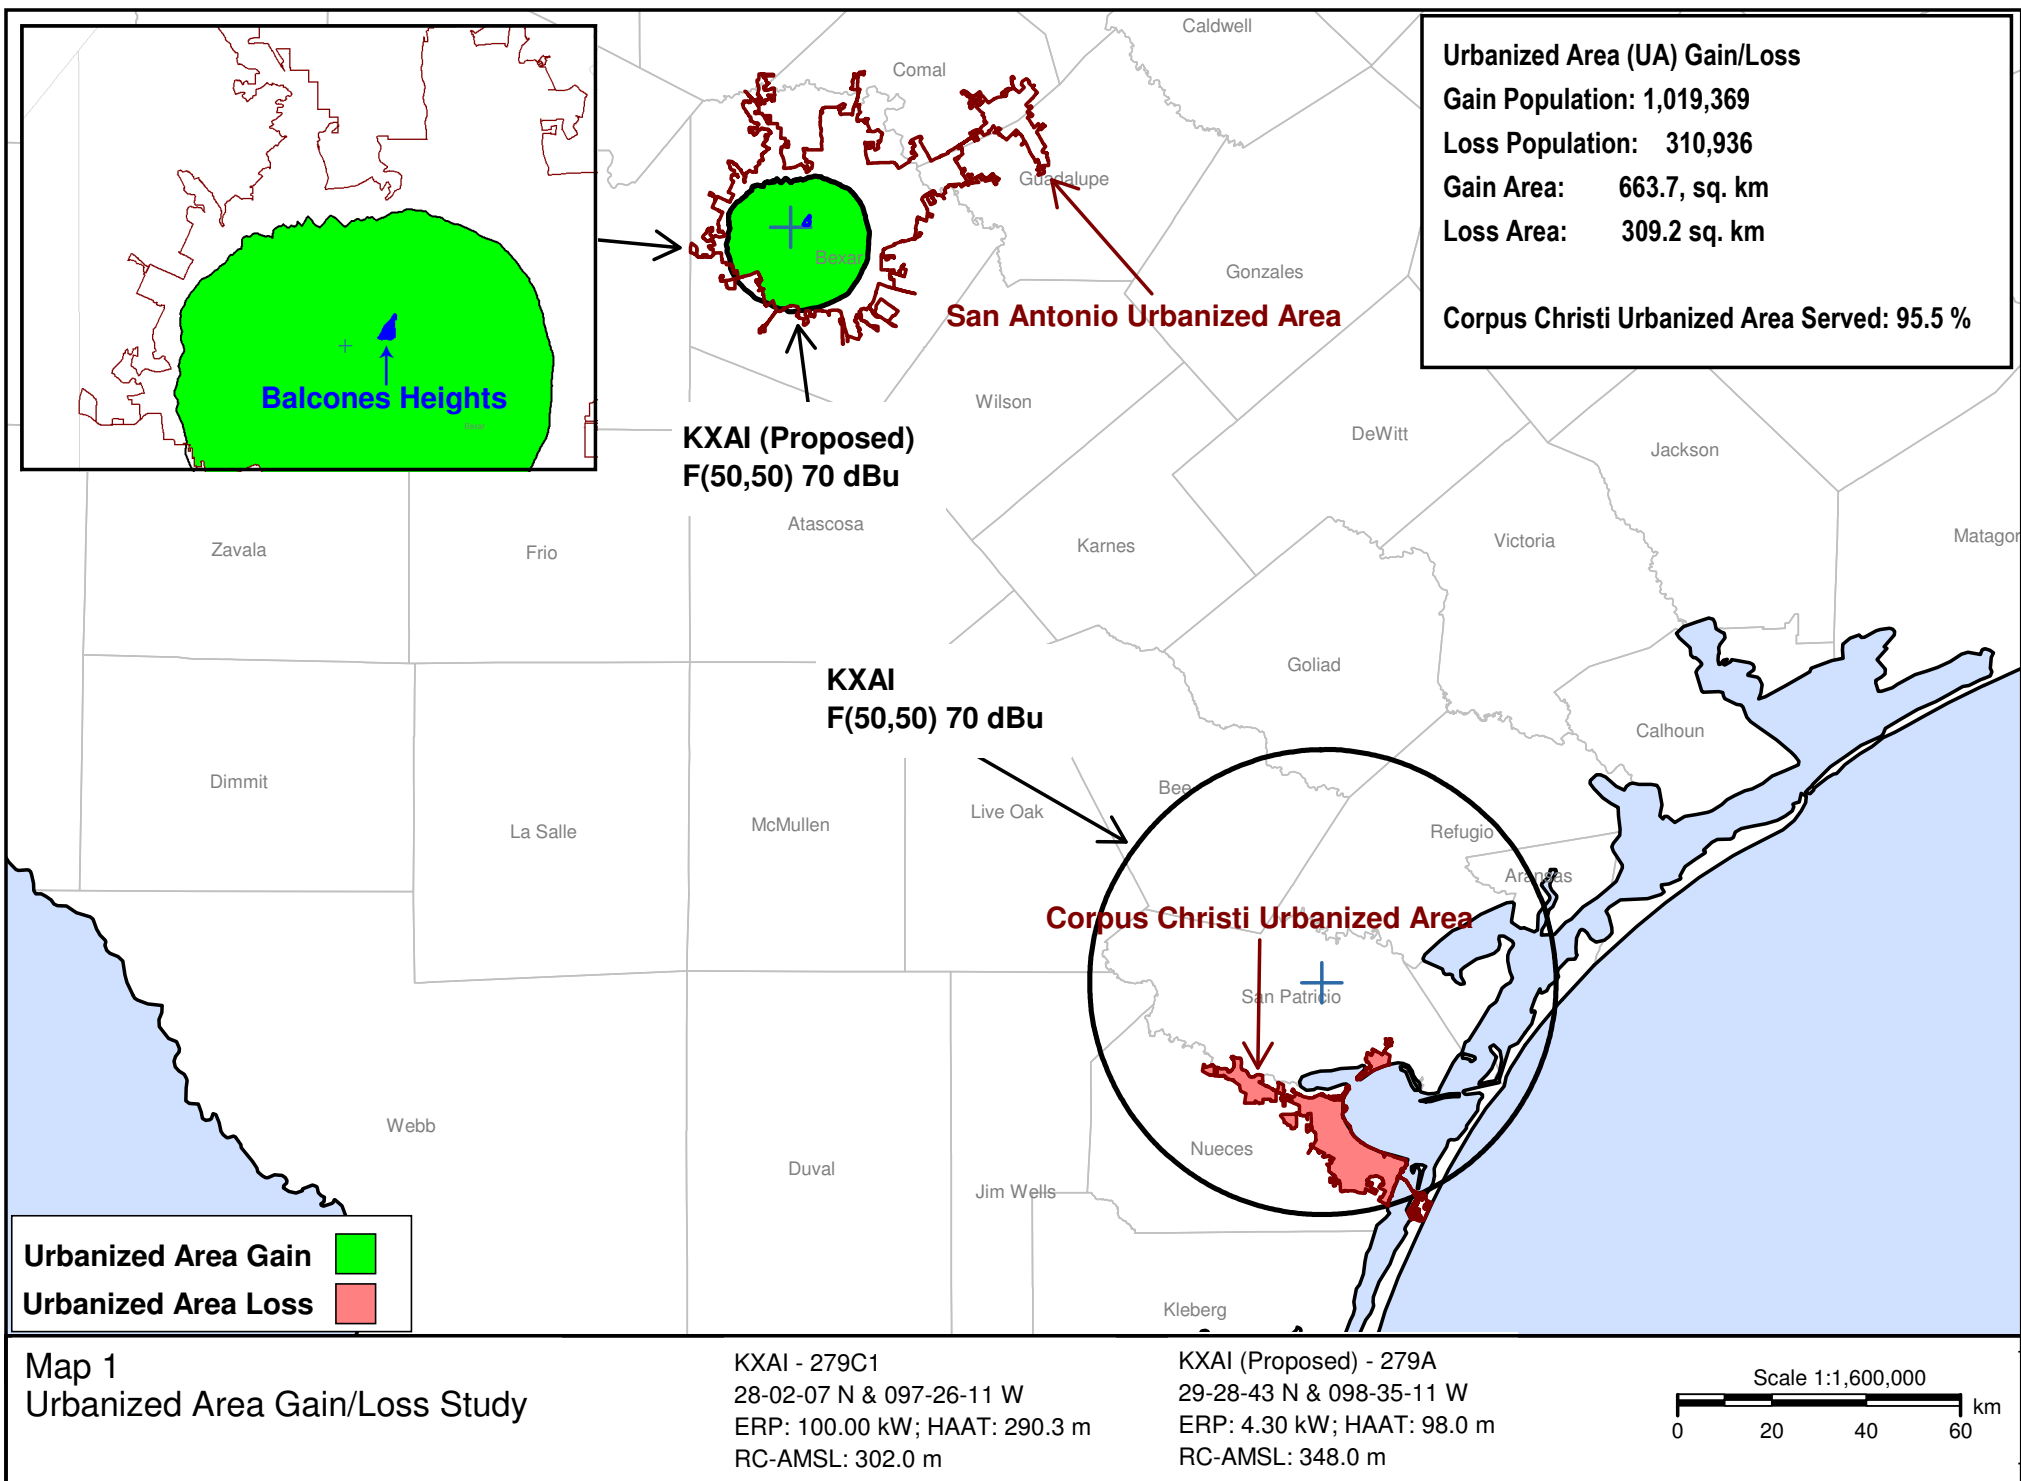 Caldwell
Comal
Guadalupe
Bexar
Gonzales
San Antonio Urbanized Area
Urbanized Area (UA) Gain/Loss
Gain Population: 1,019,369
Loss Population: 310,936
Gain Area: 663.7, sq. km
Loss Area: 309.2 sq. km
Corpus Christi Urbanized Area Served: 95.5 %
Balcones Heights
Bexar
Wilson
KXAI (Proposed)
F(50,50) 70 dBu
DeWitt
Jackson
Zavala
Frio
Atascosa
Karnes
Victoria
Matagor
Goliad
KXAI
F(50,50) 70 dBu
Calhoun
Dimmit
La Salle
McMullen
Live Oak
Bee
Refugio
Aransas
Corpus Christi Urbanized Area
San Patricio
Webb
Duval
Jim Wells
Nueces
Kleberg
Urbanized Area Gain
Urbanized Area Loss
Map 1
Urbanized Area Gain/Loss Study
KXAI - 279C1
28-02-07 N & 097-26-11 W
ERP: 100.00 kW; HAAT: 290.3 m
RC-AMSL: 302.0 m
KXAI (Proposed) - 279A
29-28-43 N & 098-35-11 W
ERP: 4.30 kW; HAAT: 98.0 m
RC-AMSL: 348.0 m
Scale 1:1,600,000
km
0 20 40 60